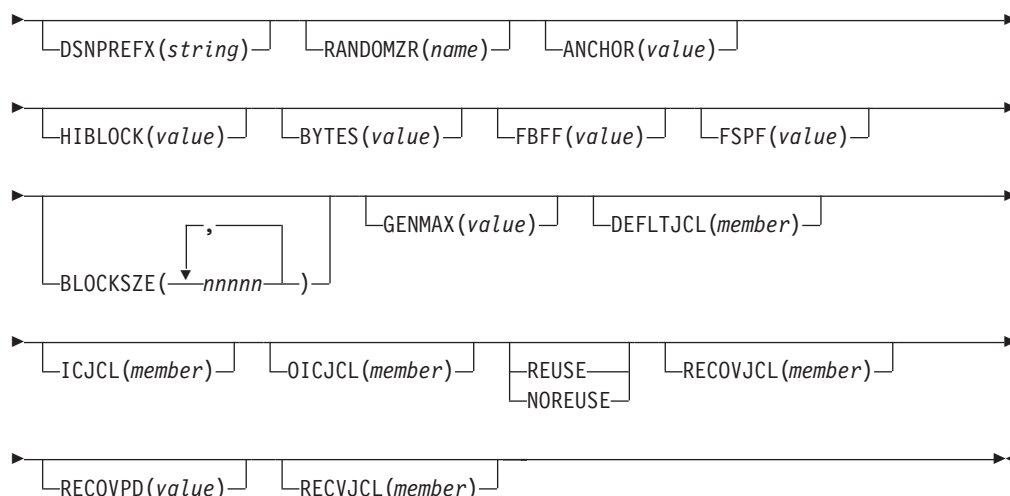 DSNPREFX(string) RANDOMZR(name) ANCHOR(value)
HIBLOCK(value) BYTES(value) FBFF(value) FSPF(value)
GENMAX(value) DEFLTJCL(member)
,
BLOCKSZE( nnnnn )
ICJCL(member) OICJCL(member) REUSE RECOVJCL(member)
NOREUSE
RECOVPD(value) RECVJCL(member)